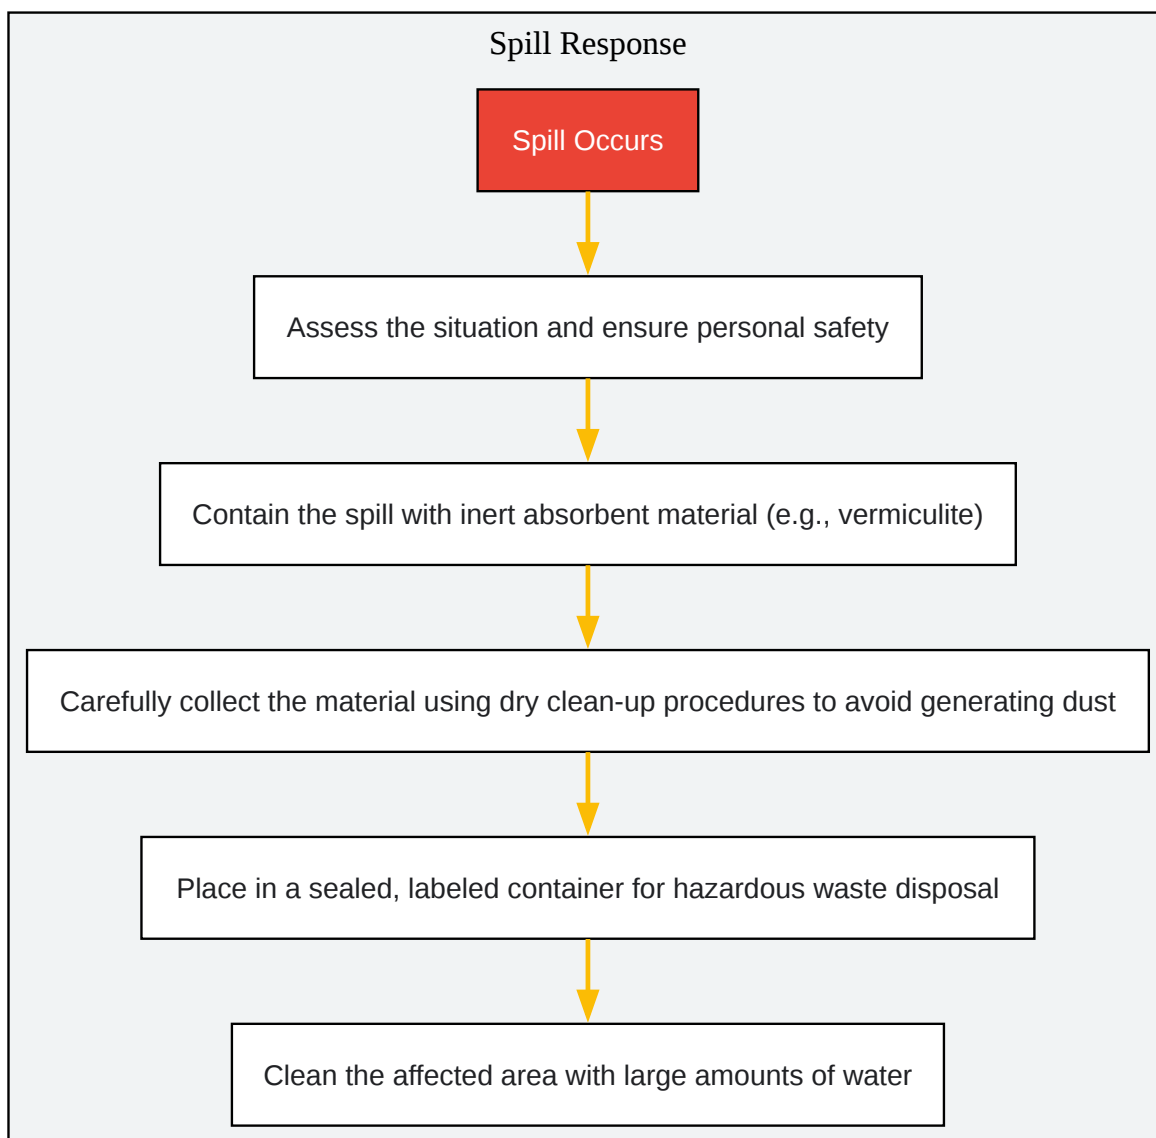 Spill Response
Spill Occurs
Assess the situation and ensure personal safety
Contain the spill with inert absorbent material (e.g., vermiculite)
Carefully collect the material using dry clean-up procedures to avoid generating dust
Place in a sealed, labeled container for hazardous waste disposal
Clean the affected area with large amounts of water